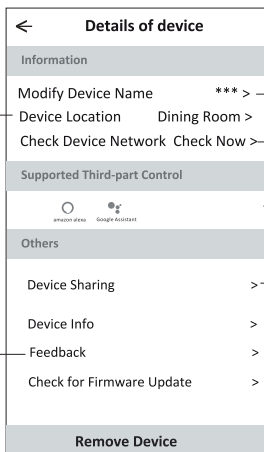 ← Details of device
Information
Modify Device Name *** >
Device Location Dining Room >
Check Device Network Check Now >
Supported Third-part Control
amazon alexa Google Assistant
Others
Device Sharing >
Device Info >
Feedback >
Check for Firmware Update >
Remove Device